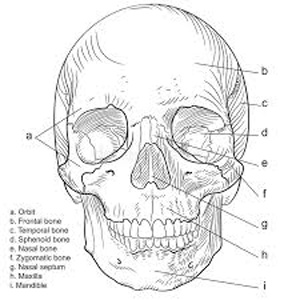 b
c
a
d
e
f
g
h
i
a. Orbit
b. Frontal bone
c. Temporal bone
d. Sphenoid bone
e. Nasal bone
f. Zygomatic bone
g. Nasal septum
h. Maxilla
i. Mandible